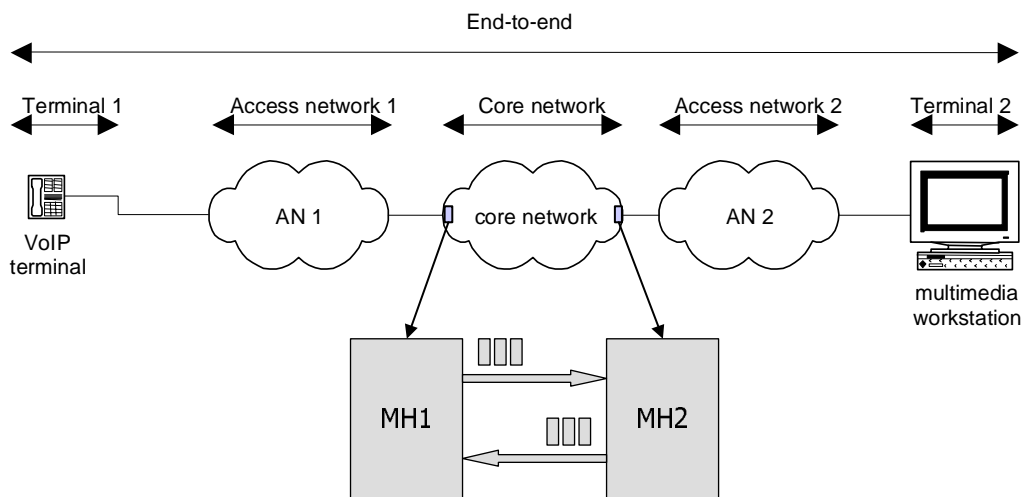 End-to-end
Terminal 1
Access network 1
Core network
Access network 2
Terminal 2
AN 1
core network
AN 2
VoIP
terminal
multimedia
workstation
MH1
MH2